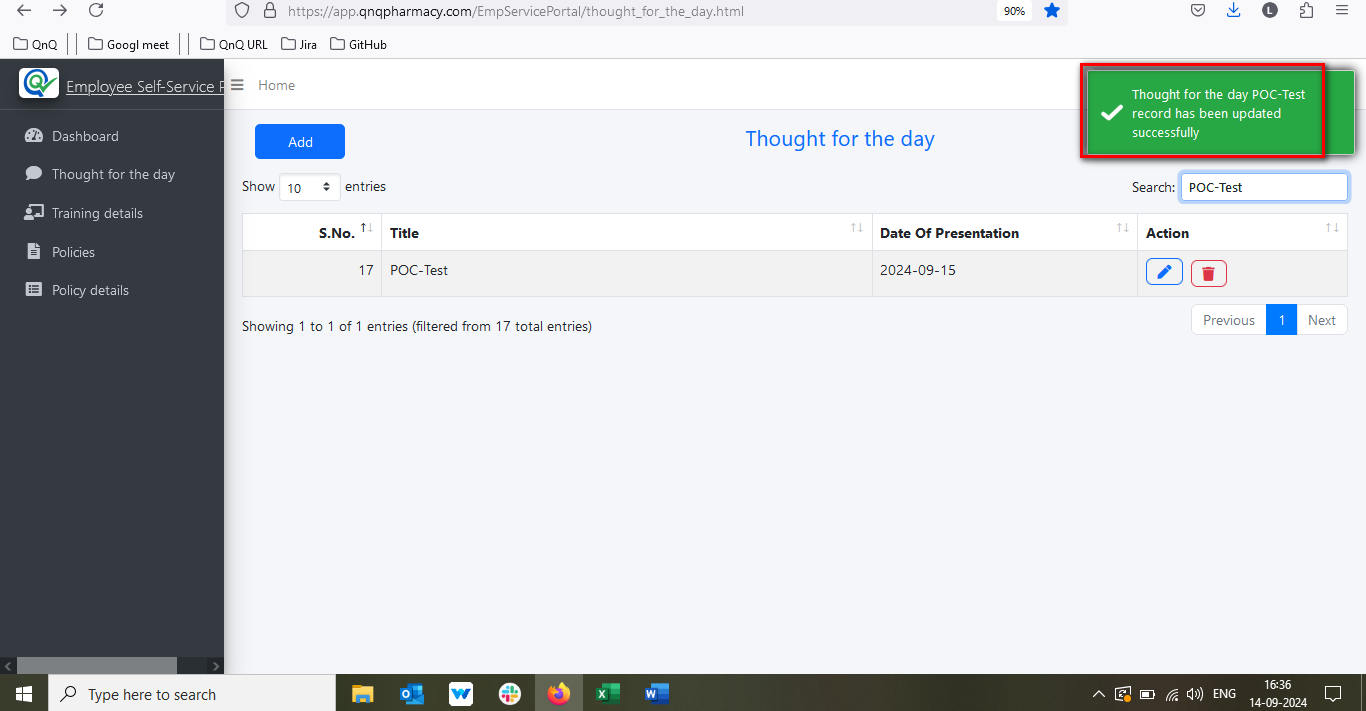 https://app.qnqpharmacy.com/EmpServicePortal/thought_for_the_day.html
90%
L
QnQ
Googl meet
QnQ URL
Jira
GitHub
Employee Self-Service
Home
Thought for the day POC-Test
record has been updated
successfully
Dashboard
Thought for the day
Training details
Policies
Policy details
Add
Thought for the day
Show 10 entries
Search: POC-Test
S.No. Title Date Of Presentation Action
17 POC-Test 2024-09-15
Showing 1 to 1 of 1 entries (filtered from 17 total entries)
Previous 1 Next
Type here to search
ENG
16:36
14-09-2024